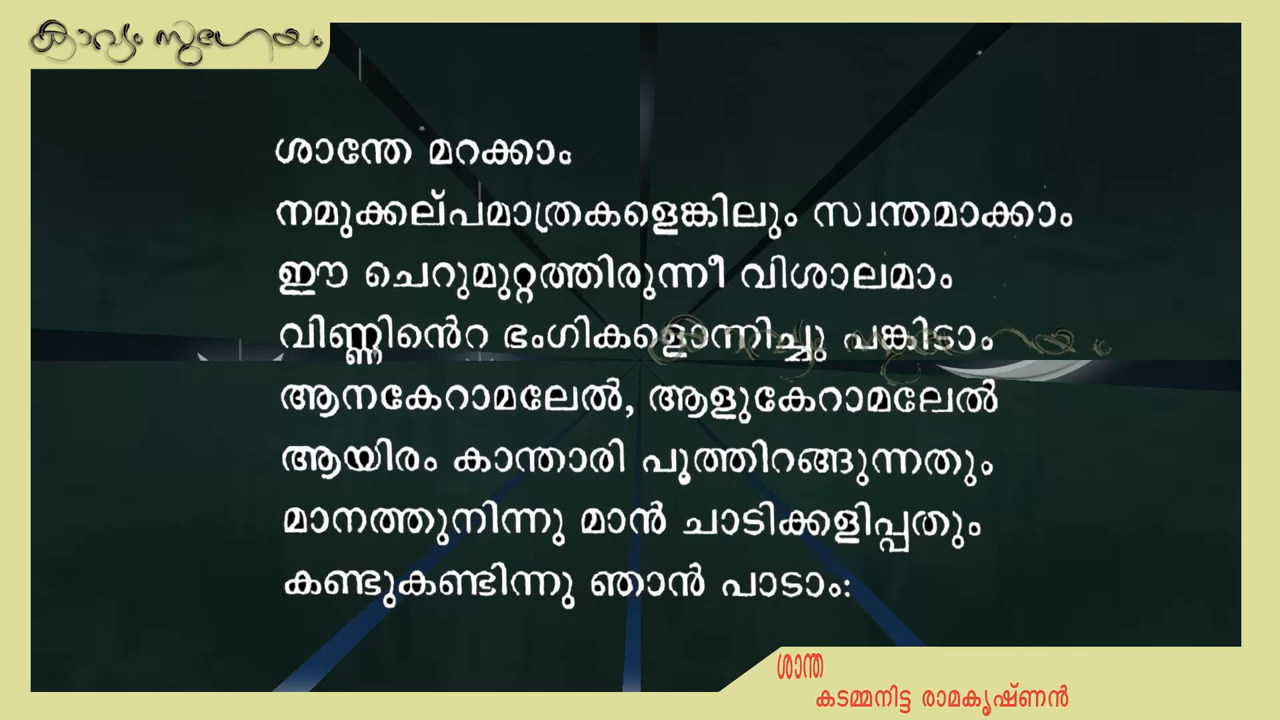 കാവ്യം സുഗേയം
ശാന്തേ മറക്കാം
നമുക്കല്പമാത്രകളെങ്കിലും സ്വന്തമാക്കാം
ഈ ചെറുമുറ്റത്തിരുന്നീ വിശാലമാം
വിണ്ണിൻെറ ഭംഗികളൊന്നിച്ചു പങ്കിടാം
ആനകേറാമലേൽ, ആളുകേറാമലേൽ
ആയിരം കാന്താരി പൂത്തിറങ്ങുന്നതും
മാനത്തുനിന്നു മാൻ ചാടിക്കളിപ്പതും
കണ്ടുകണ്ടിന്നു ഞാൻ പാടാം:
ശാന്ത
കടമ്മനിട്ട രാമകൃഷ്ണൻ